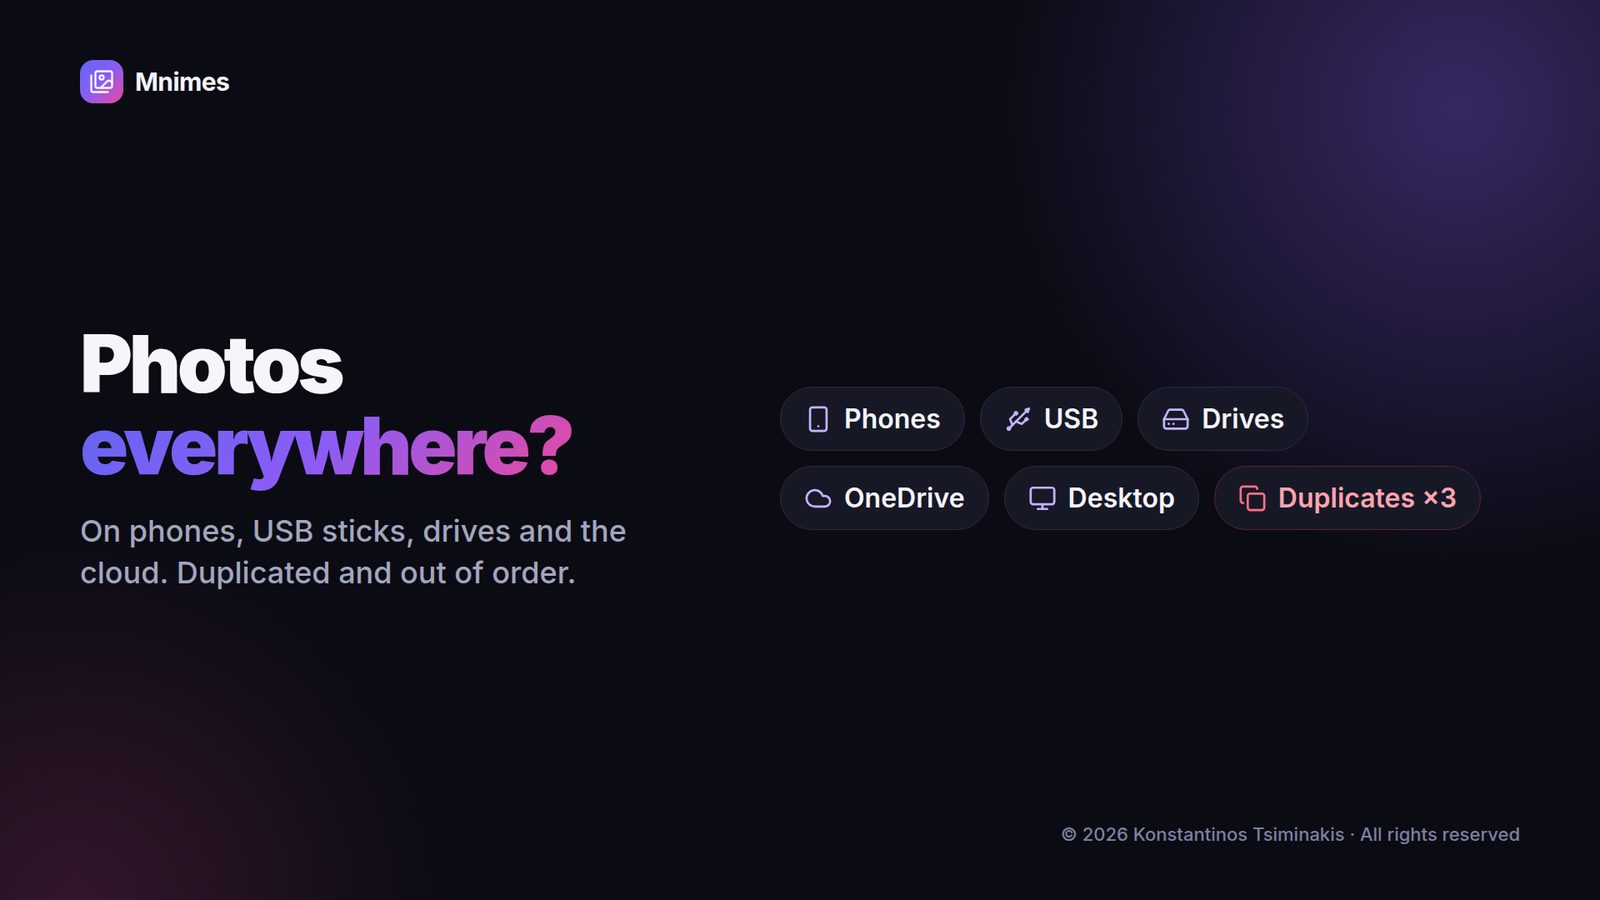 Mnimes
Photos
everywhere?
On phones, USB sticks, drives and the
cloud. Duplicated and out of order.
Phones
USB
Drives
OneDrive
Desktop
Duplicates ×3
© 2026 Konstantinos Tsiminakis · All rights reserved